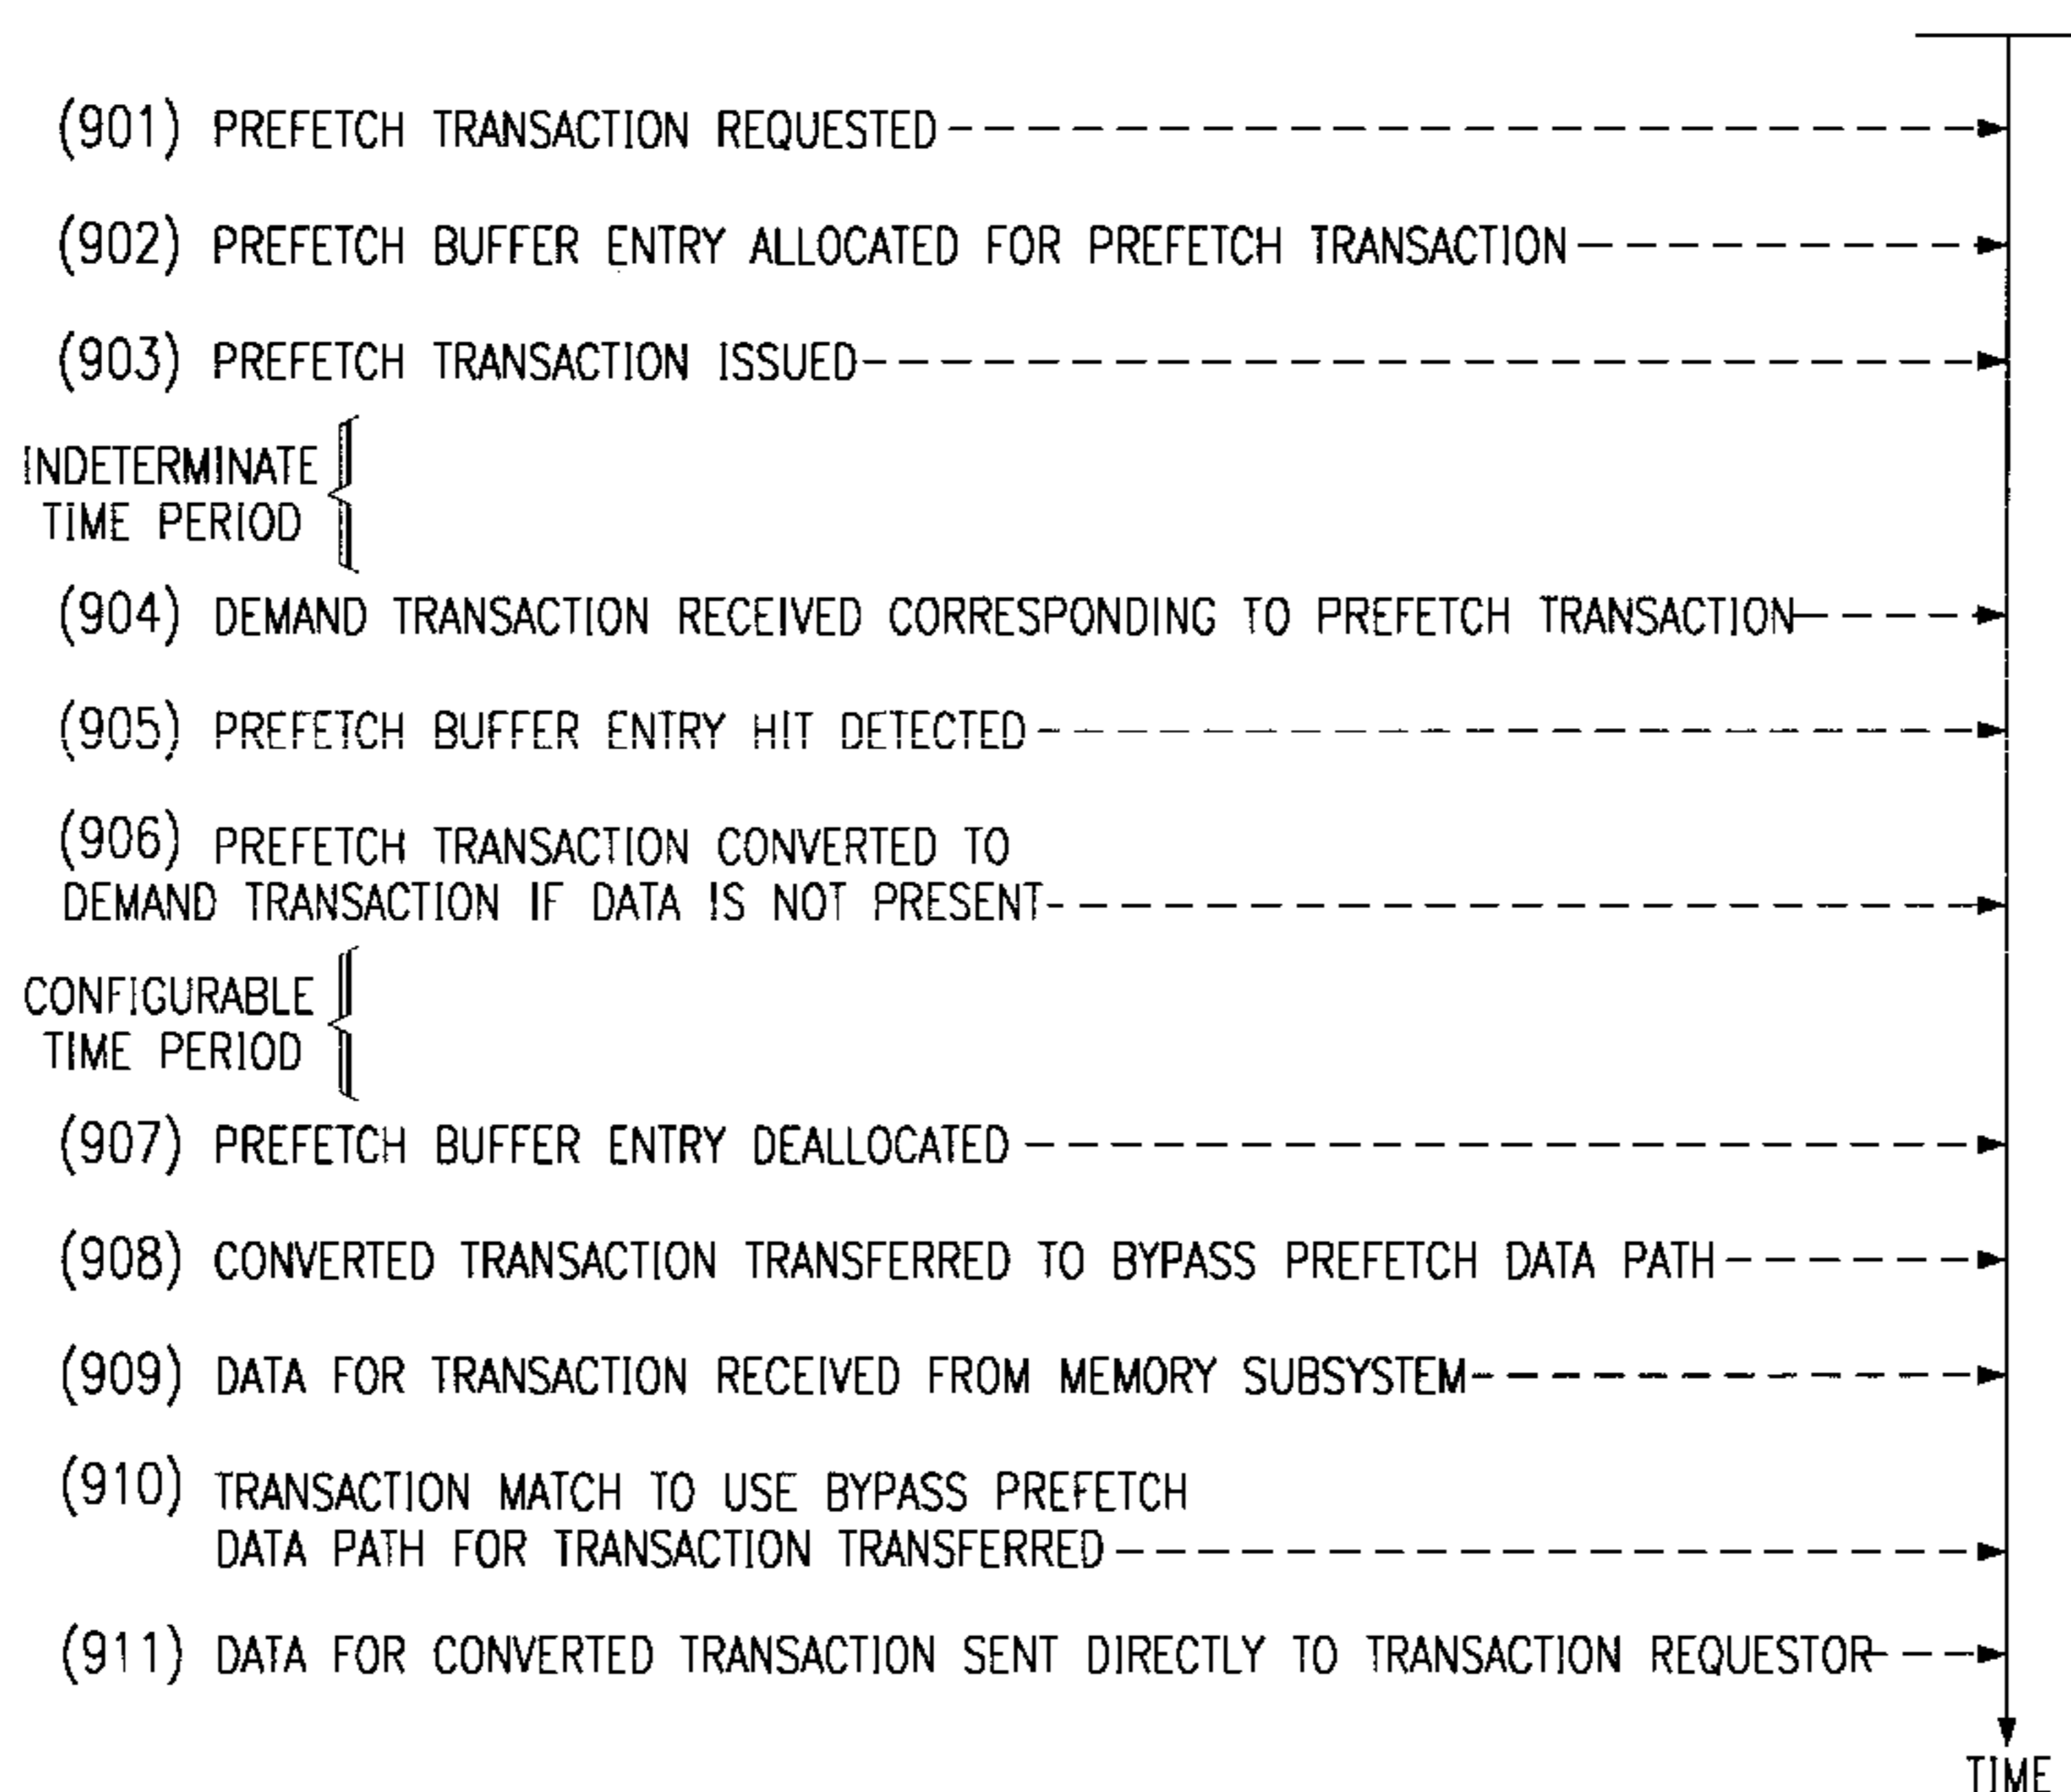 (901) PREFETCH TRANSACTION REQUESTED
(902) PREFETCH BUFFER ENTRY ALLOCATED FOR PREFETCH TRANSACTION
(903) PREFETCH TRANSACTION ISSUED
INDETERMINATE
TIME PERIOD
(904) DEMAND TRANSACTION RECEIVED CORRESPONDING TO PREFETCH TRANSACTION
(905) PREFETCH BUFFER ENTRY HIT DETECTED
(906) PREFETCH TRANSACTION CONVERTED TO
DEMAND TRANSACTION IF DATA IS NOT PRESENT
CONFIGURABLE
TIME PERIOD
(907) PREFETCH BUFFER ENTRY DEALLOCATED
(908) CONVERTED TRANSACTION TRANSFERRED TO BYPASS PREFETCH DATA PATH
(909) DATA FOR TRANSACTION RECEIVED FROM MEMORY SUBSYSTEM
(910) TRANSACTION MATCH TO USE BYPASS PREFETCH
DATA PATH FOR TRANSACTION TRANSFERRED
(911) DATA FOR CONVERTED TRANSACTION SENT DIRECTLY TO TRANSACTION REQUESTOR
TIME